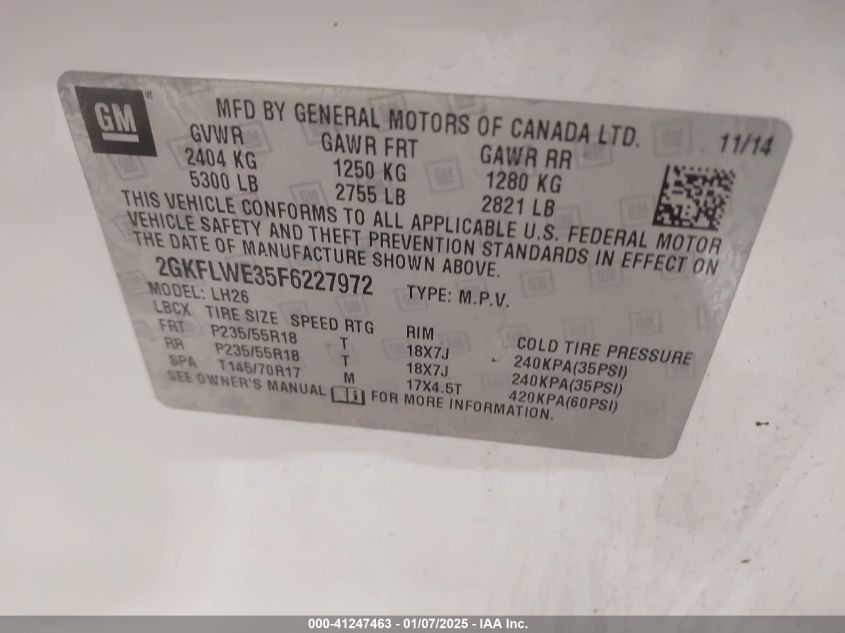 GM
MFD BY GENERAL MOTORS OF CANADA LTD. 11/14
GVWR GAWR FRT GAWR RR
2404 KG 1250 KG 1280 KG
5300 LB 2755 LB 2821 LB
THIS VEHICLE CONFORMS TO ALL APPLICABLE U.S. FEDERAL MOTOR
VEHICLE SAFETY AND THEFT PREVENTION STANDARDS IN EFFECT ON
THE DATE OF MANUFACTURE SHOWN ABOVE.
2GKFLWE35F6227972 TYPE: M.P.V.
MODEL: LH26
LBCX TIRE SIZE SPEED RTG RIM COLD TIRE PRESSURE
FRT P235/55R18 T 18X7J 240KPA(35PSI)
RR P235/55R18 T 18X7J 240KPA(35PSI)
SPA T145/70R17 M 17X4.5T 420KPA(60PSI)
SEE OWNER'S MANUAL FOR MORE INFORMATION.
000-41247463 - 01/07/2025 - IAA Inc.